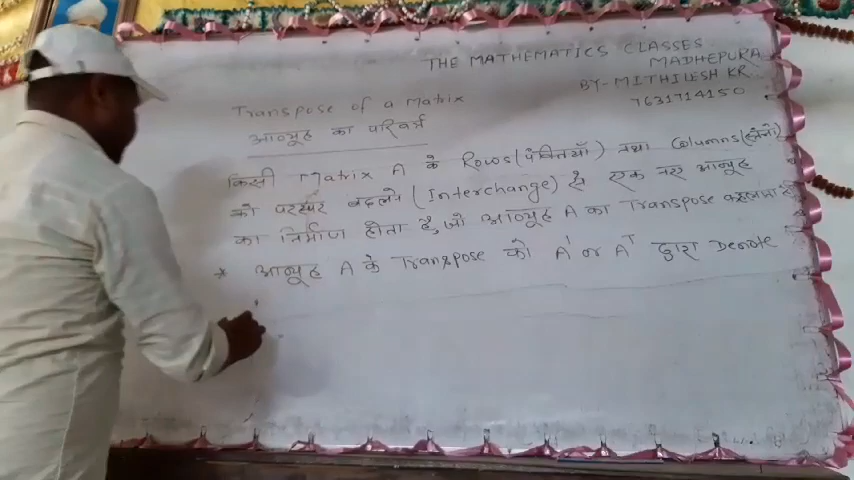 THE MATHEMATICS CLASSES
MADHEPURA
BY-MITHILESH KR.
7631714150
Transpose of a Matrix
आव्यूह का परिवर्त
किसी Matrix A के Rows(पंक्तियाँ) तथा Columns(स्तंभों)
को परस्पर बदलने (Interchange) से एक नए आव्यूह
का निर्माण होता है, जो आव्यूह A का Transpose कहलाता है
* आव्यूह A के Transpose को A' or Aᵀ द्वारा Denote